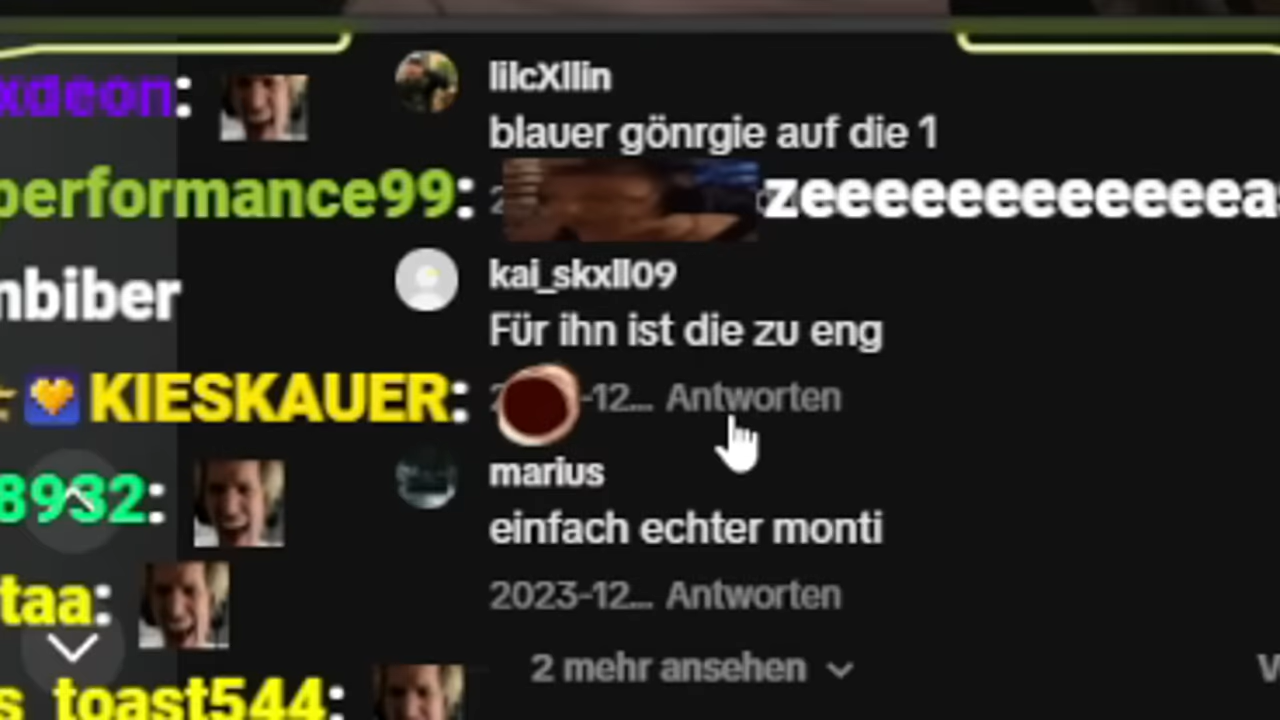 xdeon:
lilcXllin
blauer gönrgie auf die 1
performance99:
zeeeeeeeeeeeeea
kai_skxll09
nbiber
Für ihn ist die zu eng
KIESKAUER:
-12... Antworten
marius
8932:
einfach echter monti
taa:
2023-12... Antworten
2 mehr ansehen
s_toast544: